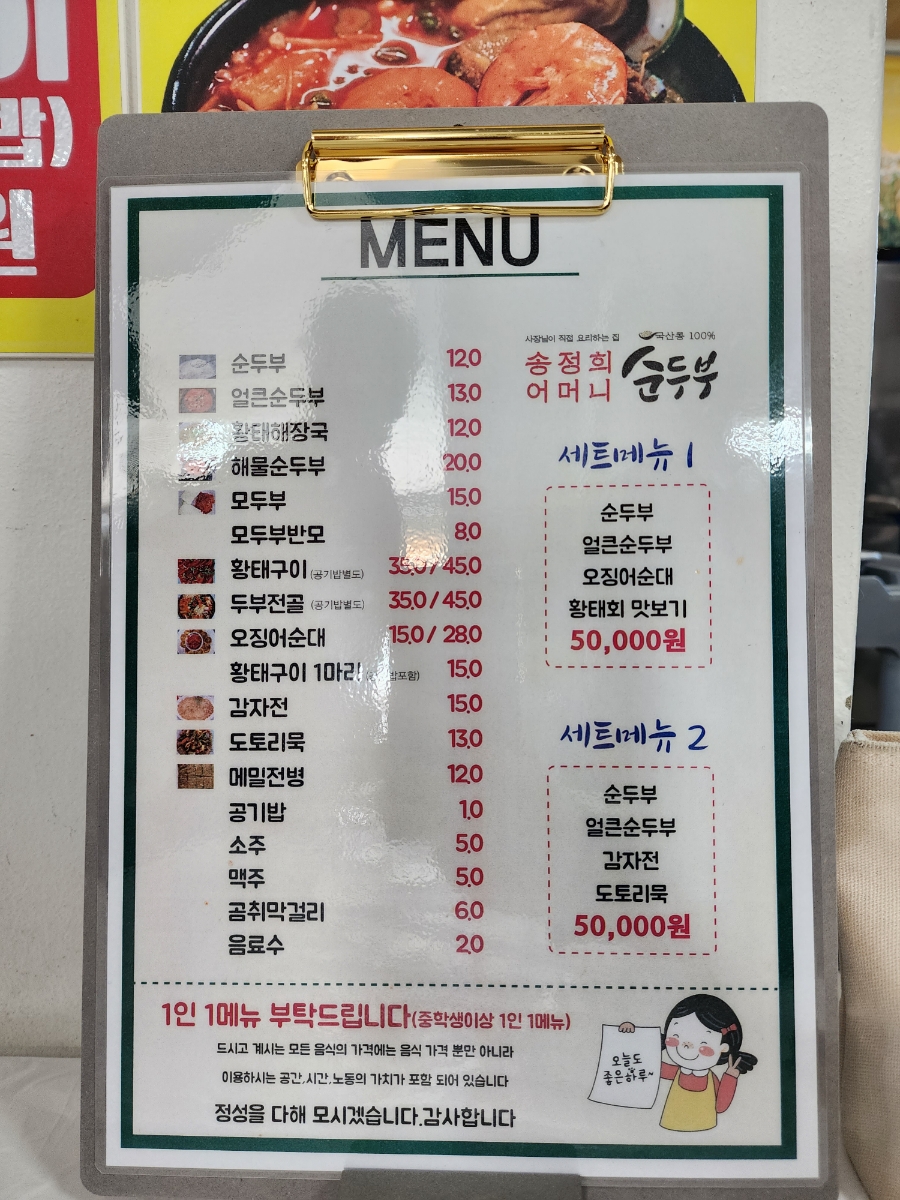 이
밥)
원
MENU
순두부 12.0
얼큰순두부 13.0
황태해장국 12.0
해물순두부 20.0
모두부 15.0
모두부반모 8.0
황태구이 (공기밥별도) 35.0 / 45.0
두부전골 (공기밥별도) 35.0 / 45.0
오징어순대 15.0 / 28.0
황태구이 1마리 15.0
감자전 15.0
도토리묵 13.0
메밀전병 12.0
공기밥 1.0
소주 5.0
맥주 5.0
곰취막걸리 6.0
음료수 2.0
사장님이 직접 요리하는 집
국산콩 100%
송정희
어머니
순두부
세트메뉴 1
순두부
얼큰순두부
오징어순대
황태회 맛보기
50,000원
세트메뉴 2
순두부
얼큰순두부
감자전
도토리묵
50,000원
1인 1메뉴 부탁드립니다(중학생이상 1인 1메뉴)
드시고 계시는 모든 음식의 가격에는 음식 가격 뿐만 아니라
이용하시는 공간,시간,노동의 가치가 포함 되어 있습니다
정성을 다해 모시겠습니다.감사합니다
오늘도
좋은하루~